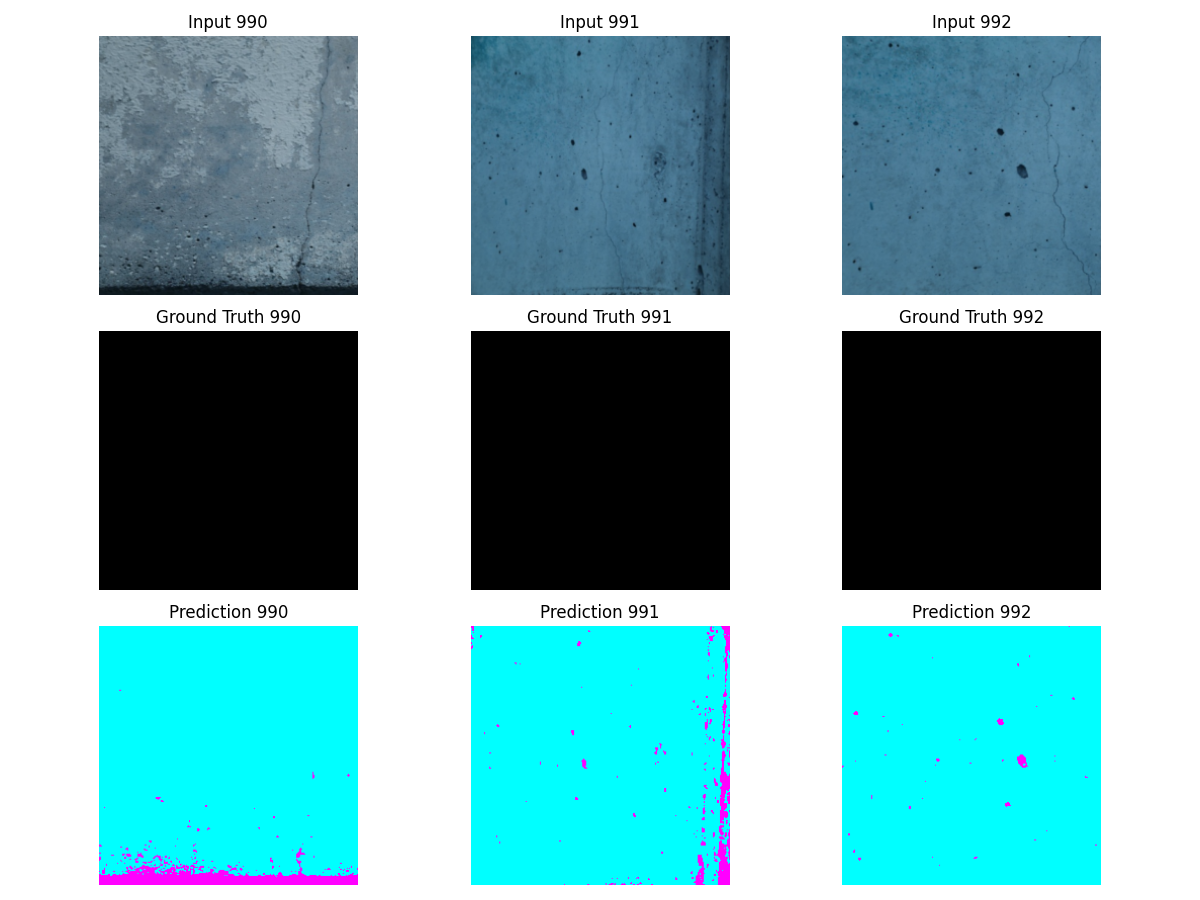 Input 990
Input 991
Input 992
Ground Truth 990
Ground Truth 991
Ground Truth 992
Prediction 990
Prediction 991
Prediction 992